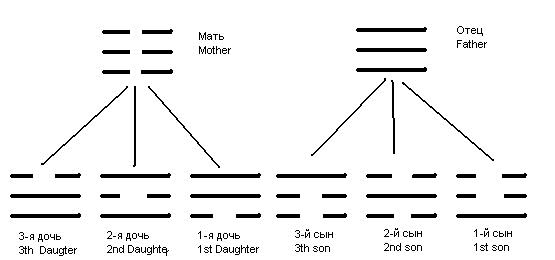 Мать
Mother
Отец
Father
3-я дочь
3th Daugter
2-я дочь
2nd Daughte
1-я дочь
1st Daughter
3-й сын
3th son
2-й сын
2nd son
1-й сын
1st son